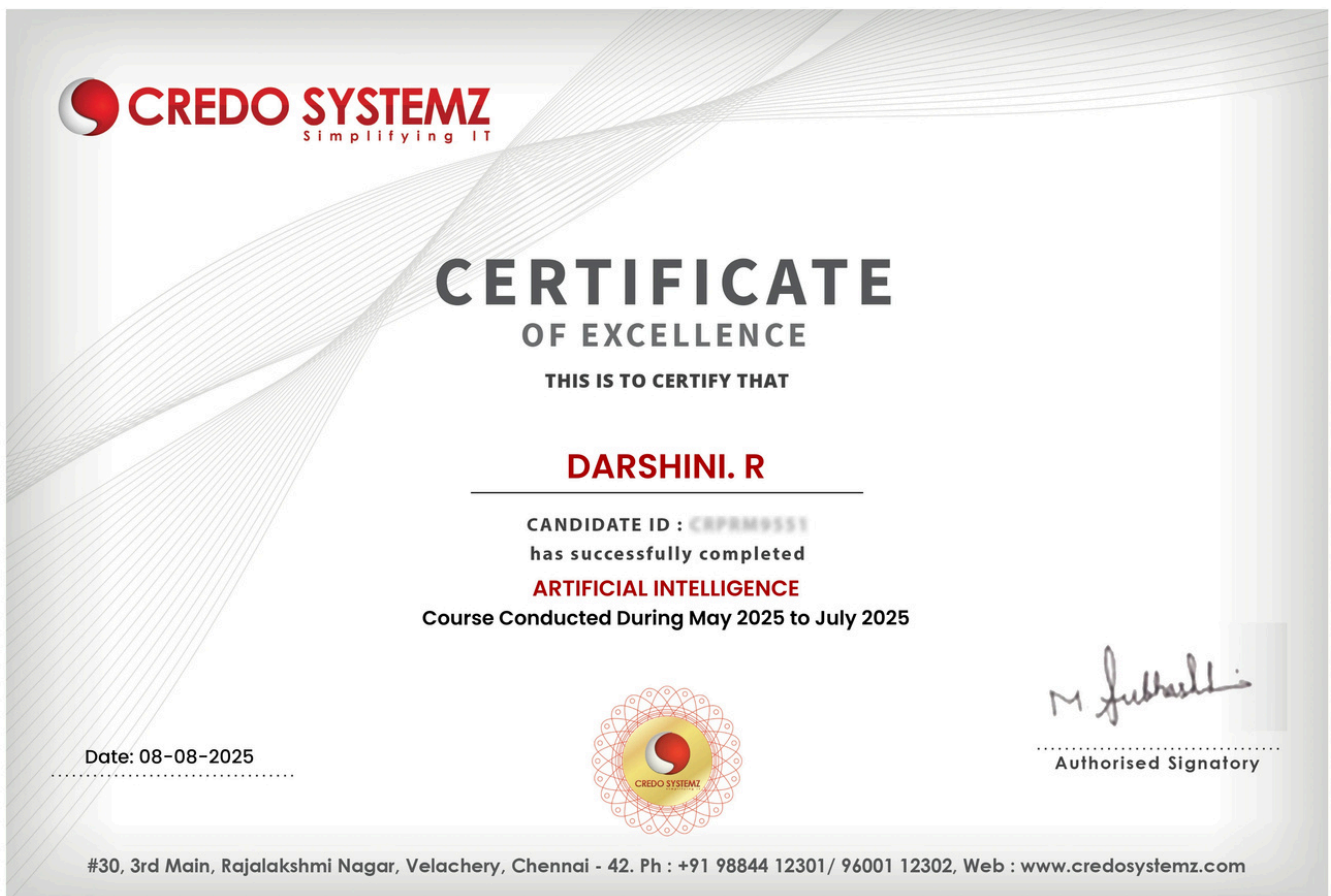 CREDO SYSTEMZ
Simplifying IT
CERTIFICATE
OF EXCELLENCE
THIS IS TO CERTIFY THAT
DARSHINI. R
CANDIDATE ID :
has successfully completed
ARTIFICIAL INTELLIGENCE
Course Conducted During May 2025 to July 2025
Date: 08-08-2025
CREDO SYSTEMZ
Authorised Signatory
#30, 3rd Main, Rajalakshmi Nagar, Velachery, Chennai - 42. Ph : +91 98844 12301/ 96001 12302, Web : www.credosystemz.com